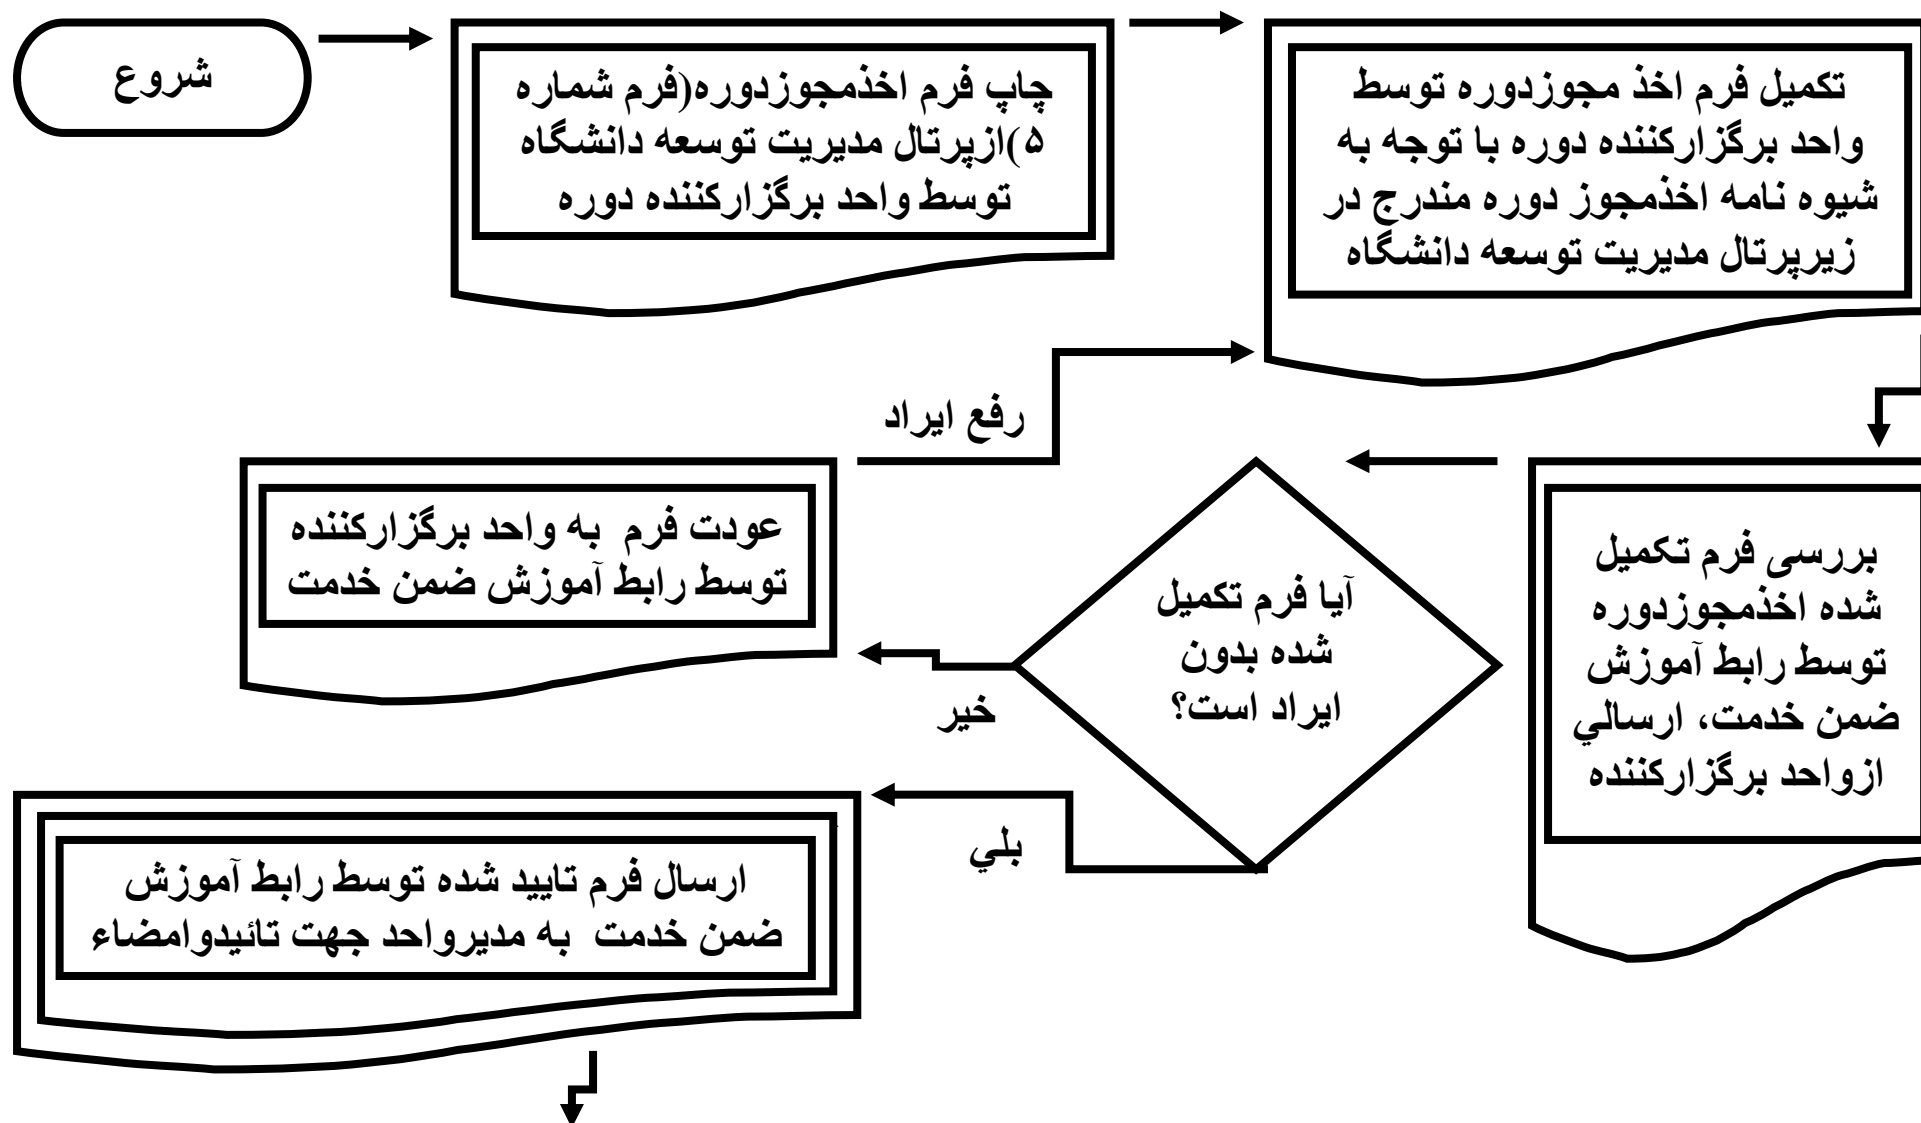 شروع
چاپ فرم اخذمجوزدوره(فرم شماره
۵)ازپرتال مدیریت توسعه دانشگاه
توسط واحد برگزارکننده دوره
تکمیل فرم اخذ مجوزدوره توسط
واحد برگزارکننده دوره با توجه به
شیوه نامه اخذمجوز دوره مندرج در
زیرپرتال مدیریت توسعه دانشگاه
بررسی فرم تکمیل
شده اخذمجوزدوره
توسط رابط آموزش
ضمن خدمت، ارسالي
ازواحد برگزارکننده
آیا فرم تکمیل
شده بدون
ایراد است؟
خیر
عودت فرم به واحد برگزارکننده
توسط رابط آموزش ضمن خدمت
رفع ایراد
بلي
ارسال فرم تایید شده توسط رابط آموزش
ضمن خدمت به مدیرواحد جهت تائیدوامضاء